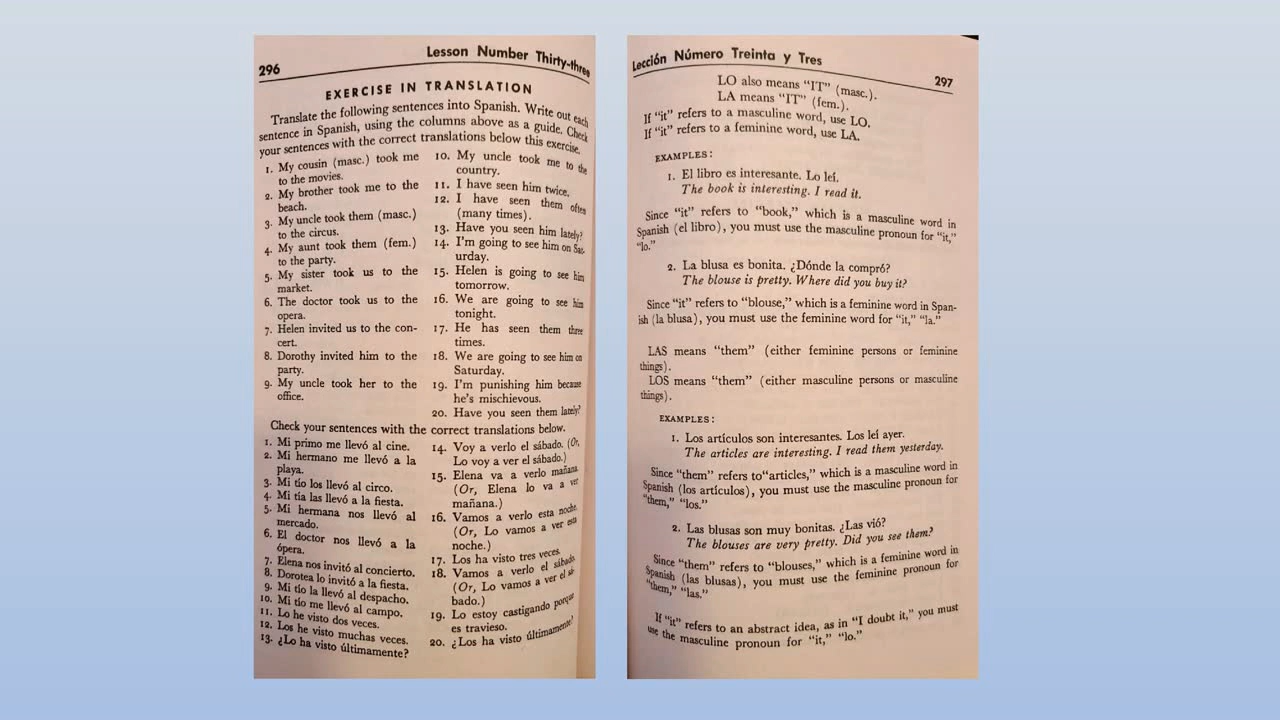 296
Lesson Number Thirty-three
EXERCISE IN TRANSLATION
Translate the following sentences into Spanish. Write out each
sentence in Spanish, using the columns above as a guide. Check
your sentences with the correct translations below this exercise.
1. My cousin (masc.) took me
to the movies.
2. My brother took me to the
beach.
3. My uncle took them (masc.)
to the circus.
4. My aunt took them (fem.)
to the party.
5. My sister took us to the
market.
6. The doctor took us to the
opera.
7. Helen invited us to the con-
cert.
8. Dorothy invited him to the
party.
9. My uncle took her to the
office.
10. My uncle took me to the
country.
11. I have seen him twice.
12. I have seen them often
(many times).
13. Have you seen him lately?
14. I'm going to see him on Sat-
urday.
15. Helen is going to see him
tomorrow.
16. We are going to see him
tonight.
17. He has seen them three
times.
18. We are going to see him on
Saturday.
19. I'm punishing him because
he's mischievous.
20. Have you seen them lately?
Check your sentences with the correct translations below.
1. Mi primo me llevó al cine.
2. Mi hermano me llevó a la
playa.
3. Mi tío los llevó al circo.
4. Mi tía las llevó a la fiesta.
5. Mi hermana nos llevó al
mercado.
6. El doctor nos llevó a la
ópera.
7. Elena nos invitó al concierto.
8. Dorotea lo invitó a la fiesta.
9. Mi tío la llevó al despacho.
10. Mi tío me llevó al campo.
11. Lo he visto dos veces.
12. Los he visto muchas veces.
13. ¿Lo ha visto últimamente?
14. Voy a verlo el sábado. (Or,
Lo voy a ver el sábado.)
15. Elena va a verlo mañana
(Or, Elena lo va a ver
mañana.)
16. Vamos a verlo esta noche.
(Or, Lo vamos a ver esta
noche.)
17. Los ha visto tres veces.
18. Vamos a verlo el sábado.
(Or, Lo vamos a ver el sá-
bado.)
19. Lo estoy castigando porque
es travieso.
20. ¿Los ha visto últimamente?
Lección Número Treinta y Tres
297
LO also means "IT" (masc.).
LA means "IT" (fem.).
If "it" refers to a masculine word, use LO.
If "it" refers to a feminine word, use LA.
EXAMPLES:
1. El libro es interesante. Lo leí.
The book is interesting. I read it.
Since "it" refers to "book," which is a masculine word in
Spanish (el libro), you must use the masculine pronoun for "it,"
"lo."
2. La blusa es bonita. ¿Dónde la compró?
The blouse is pretty. Where did you buy it?
Since "it" refers to "blouse," which is a feminine word in Span-
ish (la blusa), you must use the feminine word for "it," "la."
LAS means "them" (either feminine persons or feminine
things).
LOS means "them" (either masculine persons or masculine
things).
EXAMPLES:
1. Los artículos son interesantes. Los leí ayer.
The articles are interesting. I read them yesterday.
Since "them" refers to "articles," which is a masculine word in
Spanish (los artículos), you must use the masculine pronoun for
"them," "los."
2. Las blusas son muy bonitas. ¿Las vió?
The blouses are very pretty. Did you see them?
Since "them" refers to "blouses," which is a feminine word in
Spanish (las blusas), you must use the feminine pronoun for
"them," "las."
If "it" refers to an abstract idea, as in "I doubt it," you must
use the masculine pronoun for "it," "lo."